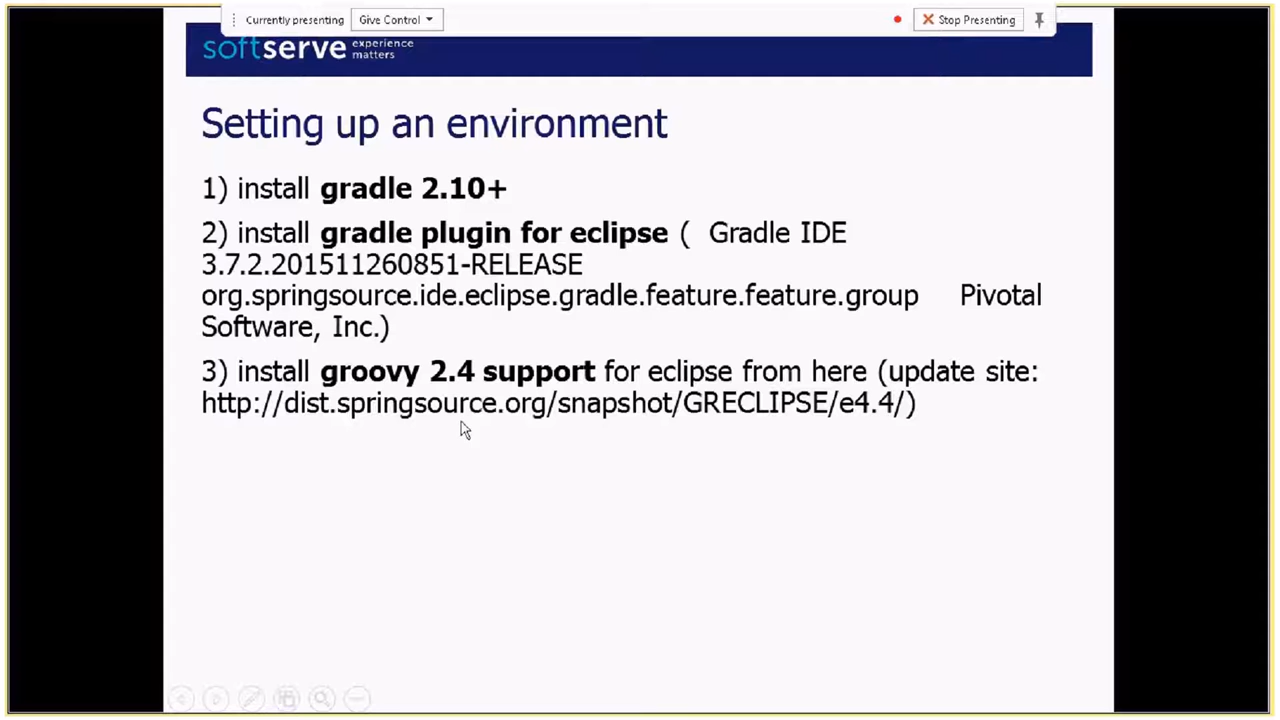 Currently presenting Give Control Stop Presenting
softserve experience matters
Setting up an environment
1) install gradle 2.10+
2) install gradle plugin for eclipse ( Gradle IDE
3.7.2.201511260851-RELEASE
org.springsource.ide.eclipse.gradle.feature.feature.group Pivotal
Software, Inc.)
3) install groovy 2.4 support for eclipse from here (update site:
http://dist.springsource.org/snapshot/GRECLIPSE/e4.4/)